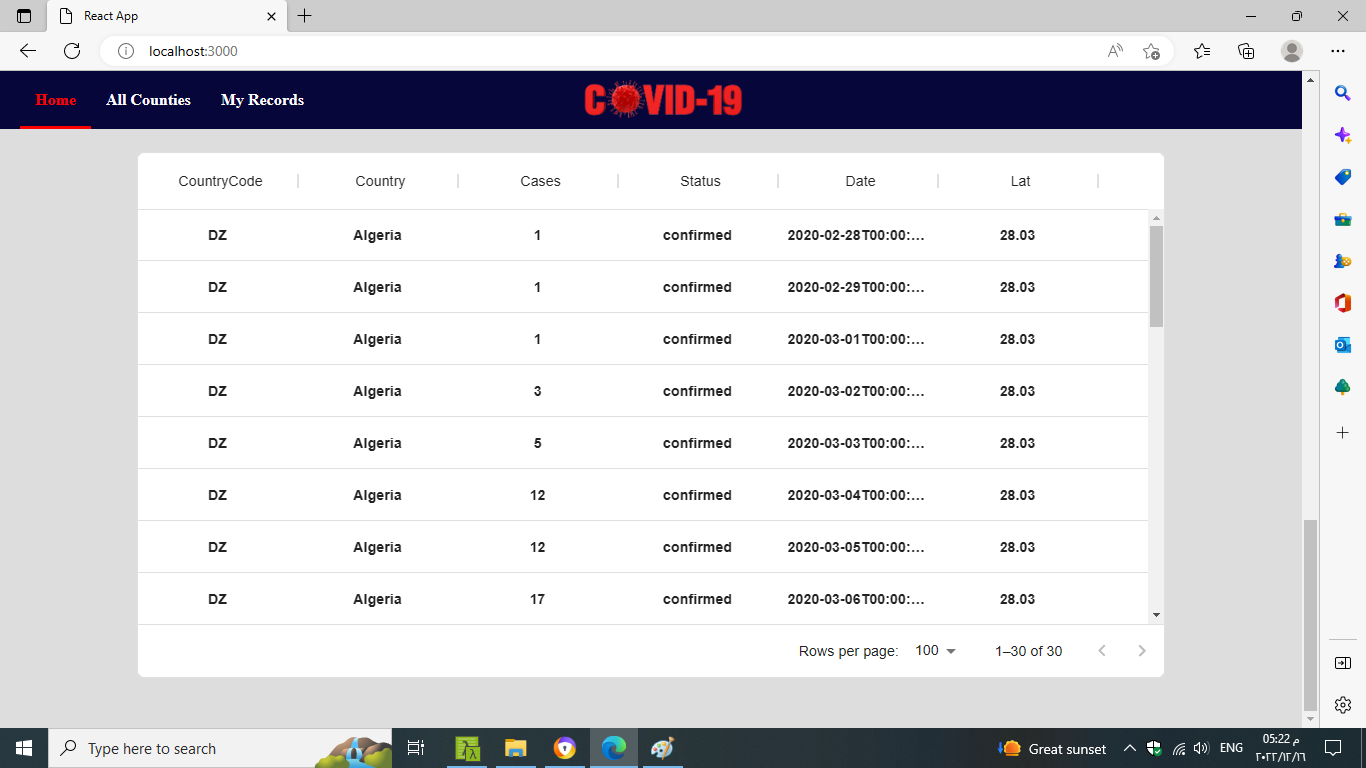 React App
localhost:3000
Home All Counties My Records COVID-19
CountryCode Country Cases Status Date Lat
DZ Algeria 1 confirmed 2020-02-28T00:00:... 28.03
DZ Algeria 1 confirmed 2020-02-29T00:00:... 28.03
DZ Algeria 1 confirmed 2020-03-01T00:00:... 28.03
DZ Algeria 3 confirmed 2020-03-02T00:00:... 28.03
DZ Algeria 5 confirmed 2020-03-03T00:00:... 28.03
DZ Algeria 12 confirmed 2020-03-04T00:00:... 28.03
DZ Algeria 12 confirmed 2020-03-05T00:00:... 28.03
DZ Algeria 17 confirmed 2020-03-06T00:00:... 28.03
Rows per page: 100 1–30 of 30
Type here to search Great sunset ENG 05:22 م
٢٠٢٢/١٢/١٦